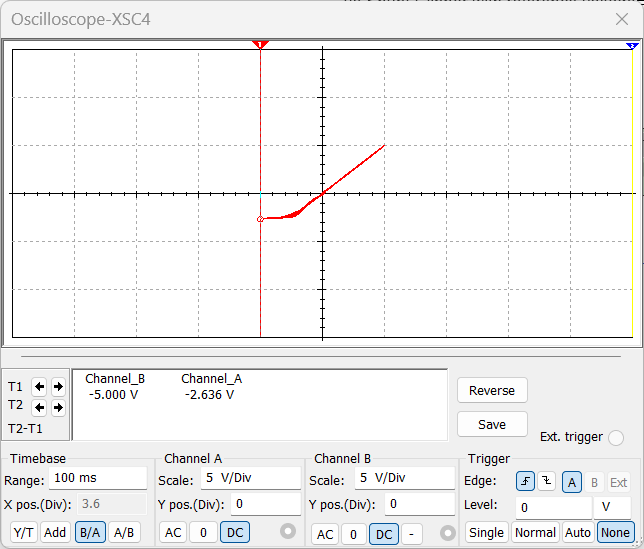 Oscilloscope-XSC4
1
2
T1
T2
T2-T1
Channel_B Channel_A
-5.000 V -2.636 V
Reverse
Save
Ext. trigger
Timebase
Range: 100 ms
X pos.(Div): 3.6
Y/T Add B/A A/B
Channel A
Scale: 5 V/Div
Y pos.(Div): 0
AC 0 DC
Channel B
Scale: 5 V/Div
Y pos.(Div): 0
AC 0 DC -
Trigger
Edge: A B Ext
Level: 0 V
Single Normal Auto None